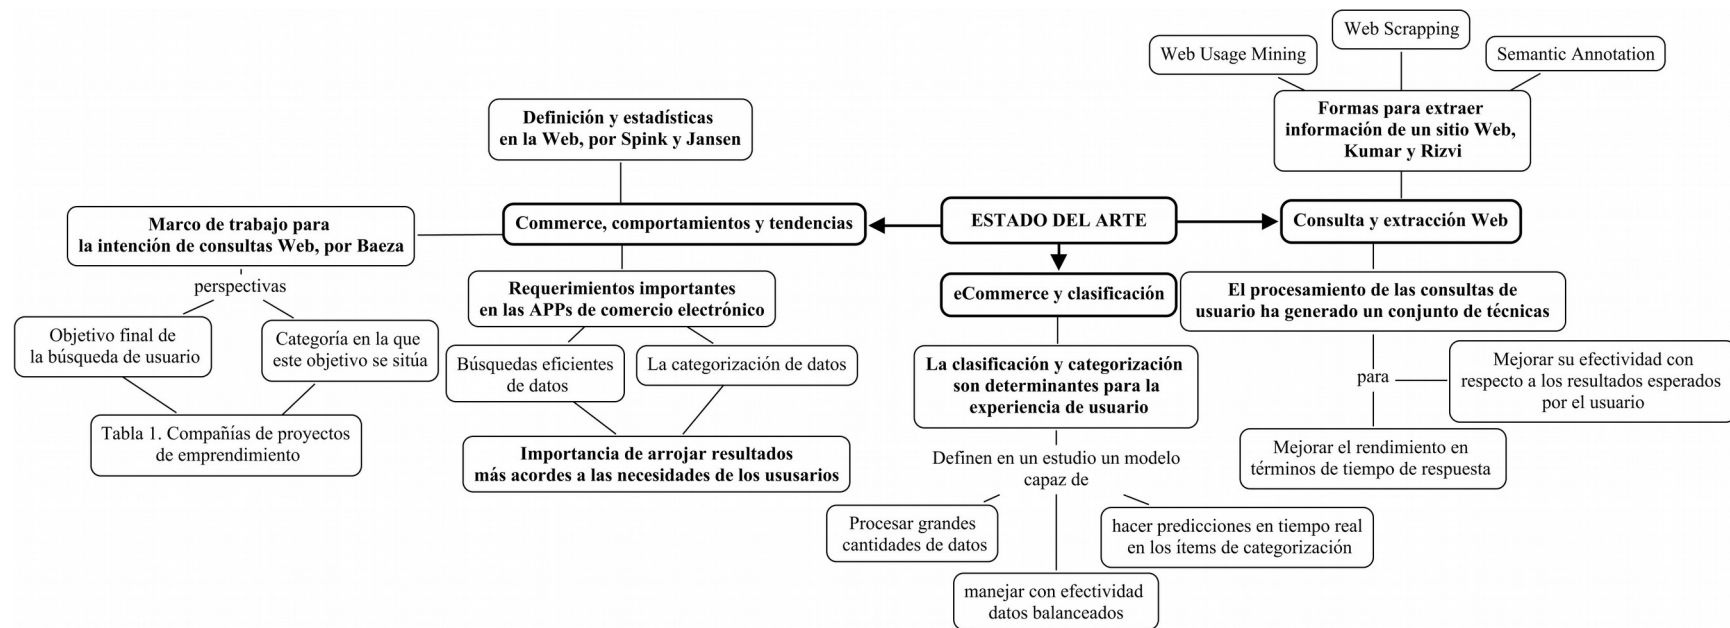 Web Scrapping
Web Usage Mining
Semantic Annotation
Formas para extraer
información de un sitio Web,
Kumar y Rizvi
Definición y estadísticas
en la Web, por Spink y Jansen
Marco de trabajo para
la intención de consultas Web, por Baeza
Commerce, comportamientos y tendencias
ESTADO DEL ARTE
Consulta y extracción Web
perspectivas
Objetivo final de
la búsqueda de usuario
Categoría en la que
este objetivo se sitúa
Tabla 1. Compañías de proyectos
de emprendimiento
Requerimientos importantes
en las APPs de comercio electrónico
Búsquedas eficientes
de datos
La categorización de datos
Importancia de arrojar resultados
más acordes a las necesidades de los ususarios
eCommerce y clasificación
La clasificación y categorización
son determinantes para la
experiencia de usuario
Definen en un estudio un modelo
capaz de
Procesar grandes
cantidades de datos
manejar con efectividad
datos balanceados
hacer predicciones en tiempo real
en los ítems de categorización
El procesamiento de las consultas de
usuario ha generado un conjunto de técnicas
para
Mejorar su efectividad con
respecto a los resultados esperados
por el usuario
Mejorar el rendimiento en
términos de tiempo de respuesta